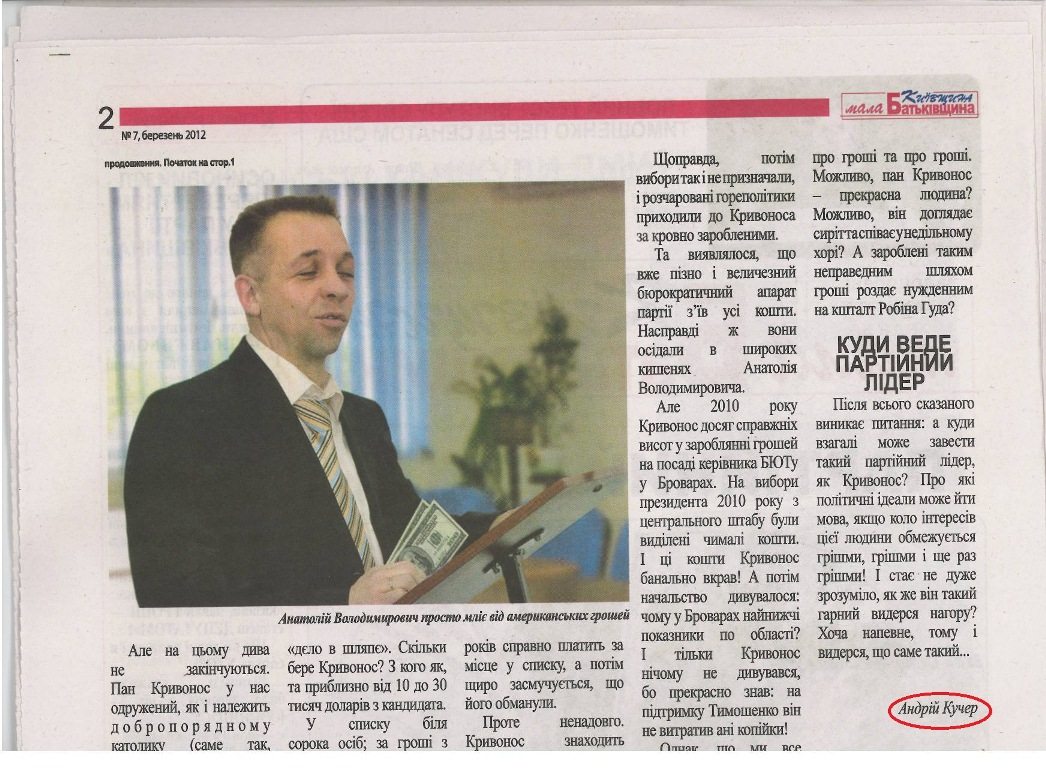 2
№ 7, березень 2012
мала Київщина
Батьківщина
продовження. Початок на стор.1
Анатолій Володимирович просто мліє від американських грошей
Але на цьому дива
не закінчуються.
Пан Кривонос у нас
одружений, як і належить
добропорядному
католику (саме так,
«дєло в шляпє». Скільки
бере Кривонос? З кого як,
та приблизно від 10 до 30
тисяч доларів з кандидата.
У списку біля
сорока осіб; за гроші з
років справно платить за
місце у списку, а потім
щиро засмучується, що
його обманули.
Проте ненадовго.
Кривонос знаходить
Щоправда, потім
вибори так і не призначали,
і розчаровані гореполітики
приходили до Кривоноса
за кровно заробленими.
Та виявлялося, що
вже пізно і величезний
бюрократичний апарат
партії з'їв усі кошти.
Насправді ж вони
осідали в широких
кишенях Анатолія
Володимировича.
Але 2010 року
Кривонос досяг справжніх
висот у заробляннi грошей
на посаді керівника БЮТу
у Броварах. На вибори
президента 2010 року з
центрального штабу були
виділені чималі кошти.
І ці кошти Кривонос
банально вкрав! А потім
начальство дивувалося:
чому у Броварах найнижчі
показники по області?
І тільки Кривонос
нічому не дивувався,
бо прекрасно знав: на
підтримку Тимошенко він
не витратив ані копійки!
Однак, що ми все
про гроші та про гроші.
Можливо, пан Кривонос
– прекрасна людина?
Можливо, він доглядає
сиріт та співає у недільному
хорі? А зароблені таким
неправедним шляхом
гроші роздає нужденним
на кшталт Робіна Гуда?
КУДИ ВЕДЕ
ПАРТІЙНИЙ
ЛІДЕР
Після всього сказаного
виникає питання: а куди
взагалі може завести
такий партійний лідер,
як Кривонос? Про які
політичні ідеали може йти
мова, якщо коло інтересів
цієї людини обмежується
грішми, грішми і ще раз
грішми! І стає не дуже
зрозуміло, як же він такий
гарний видерся нагору?
Хоча напевне, тому і
видерся, що саме такий...
Андрій Кучер